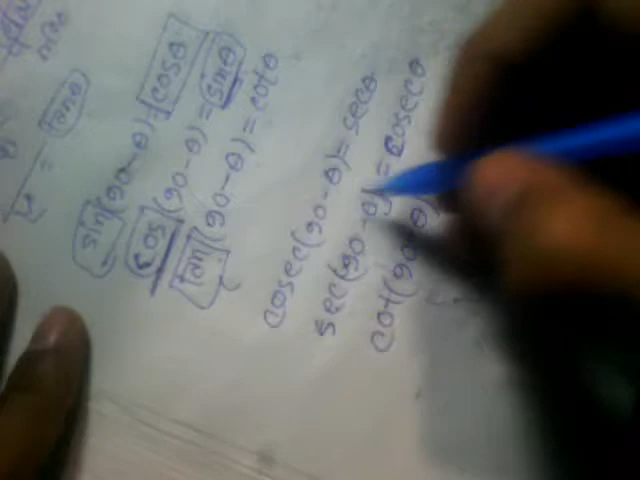 = tanθ
sin(90-θ)=cosθ
cos(90-θ)=sinθ
tan(90-θ)=cotθ
cosec(90-θ)=secθ
sec(90-θ)=cosecθ
cot(90-θ)